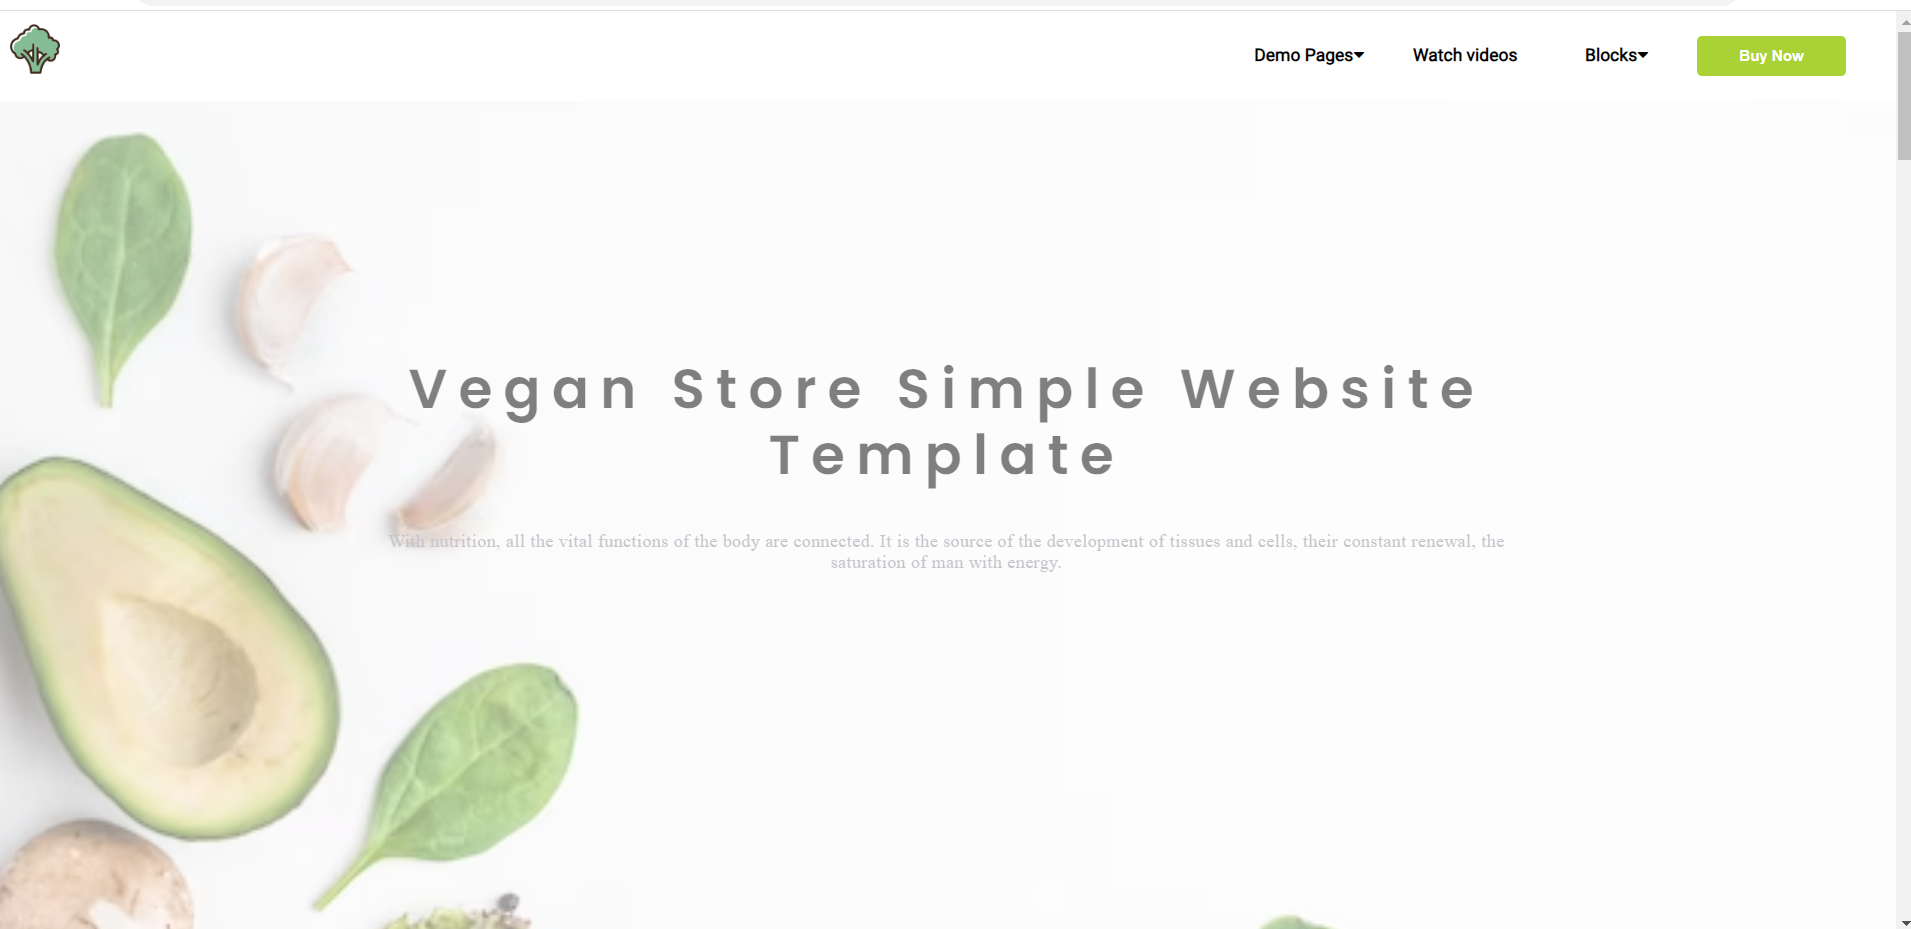 Demo Pages
Watch videos
Blocks
Buy Now
Vegan Store Simple Website
Template
With nutrition, all the vital functions of the body are connected. It is the source of the development of tissues and cells, their constant renewal, the
saturation of man with energy.